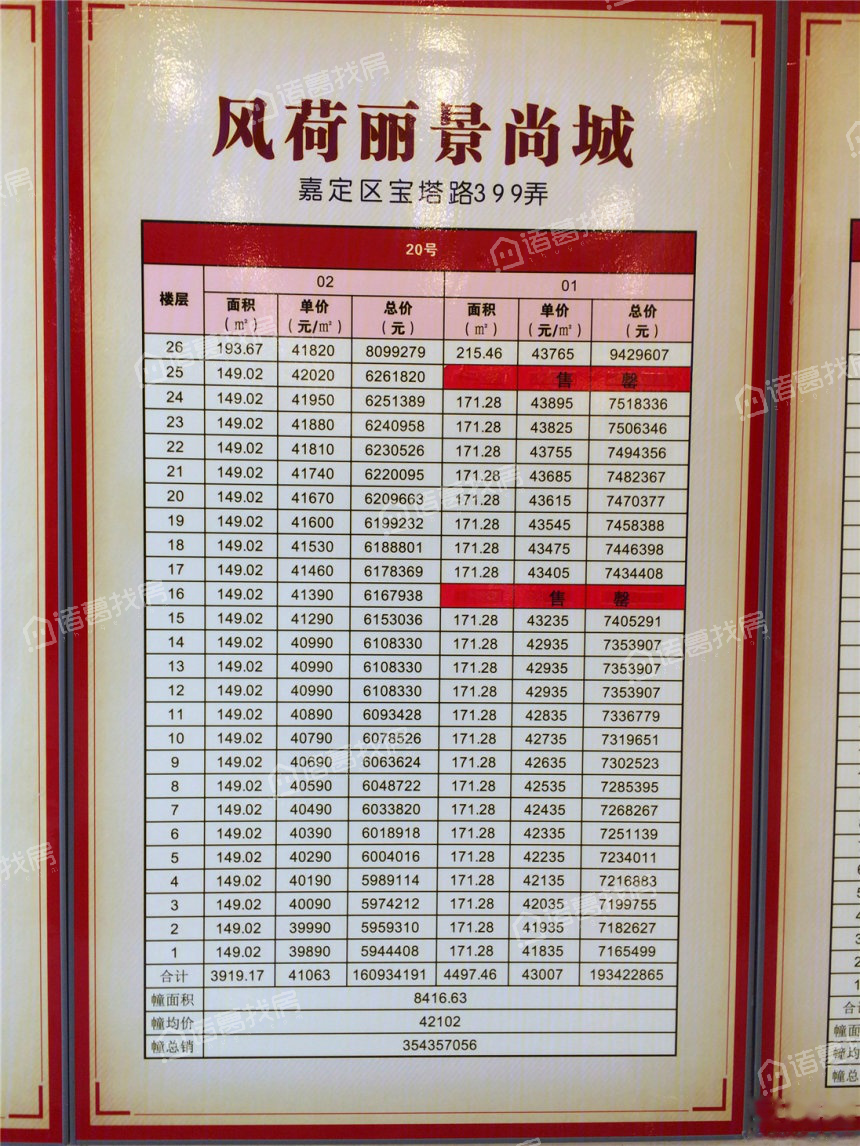 风荷丽景尚城
嘉定区宝塔路399弄
20号
楼层 02 01
面积（㎡） 单价（元/㎡） 总价（元） 面积（㎡） 单价（元/㎡） 总价（元）
26 193.67 41820 8099279 215.46 43765 9429607
25 149.02 42020 6261820 售 罄
24 149.02 41950 6251389 171.28 43895 7518336
23 149.02 41880 6240958 171.28 43825 7506346
22 149.02 41810 6230526 171.28 43755 7494356
21 149.02 41740 6220095 171.28 43685 7482367
20 149.02 41670 6209663 171.28 43615 7470377
19 149.02 41600 6199232 171.28 43545 7458388
18 149.02 41530 6188801 171.28 43475 7446398
17 149.02 41460 6178369 171.28 43405 7434408
16 149.02 41390 6167938 售 罄
15 149.02 41290 6153036 171.28 43235 7405291
14 149.02 40990 6108330 171.28 42935 7353907
13 149.02 40990 6108330 171.28 42935 7353907
12 149.02 40990 6108330 171.28 42935 7353907
11 149.02 40890 6093428 171.28 42835 7336779
10 149.02 40790 6078526 171.28 42735 7319651
9 149.02 40690 6063624 171.28 42635 7302523
8 149.02 40590 6048722 171.28 42535 7285395
7 149.02 40490 6033820 171.28 42435 7268267
6 149.02 40390 6018918 171.28 42335 7251139
5 149.02 40290 6004016 171.28 42235 7234011
4 149.02 40190 5989114 171.28 42135 7216883
3 149.02 40090 5974212 171.28 42035 7199755
2 149.02 39990 5959310 171.28 41935 7182627
1 149.02 39890 5944408 171.28 41835 7165499
合计 3919.17 41063 160934191 4497.46 43007 193422865
幢面积 8416.63
幢均价 42102
幢总销 354357056
诸葛找房